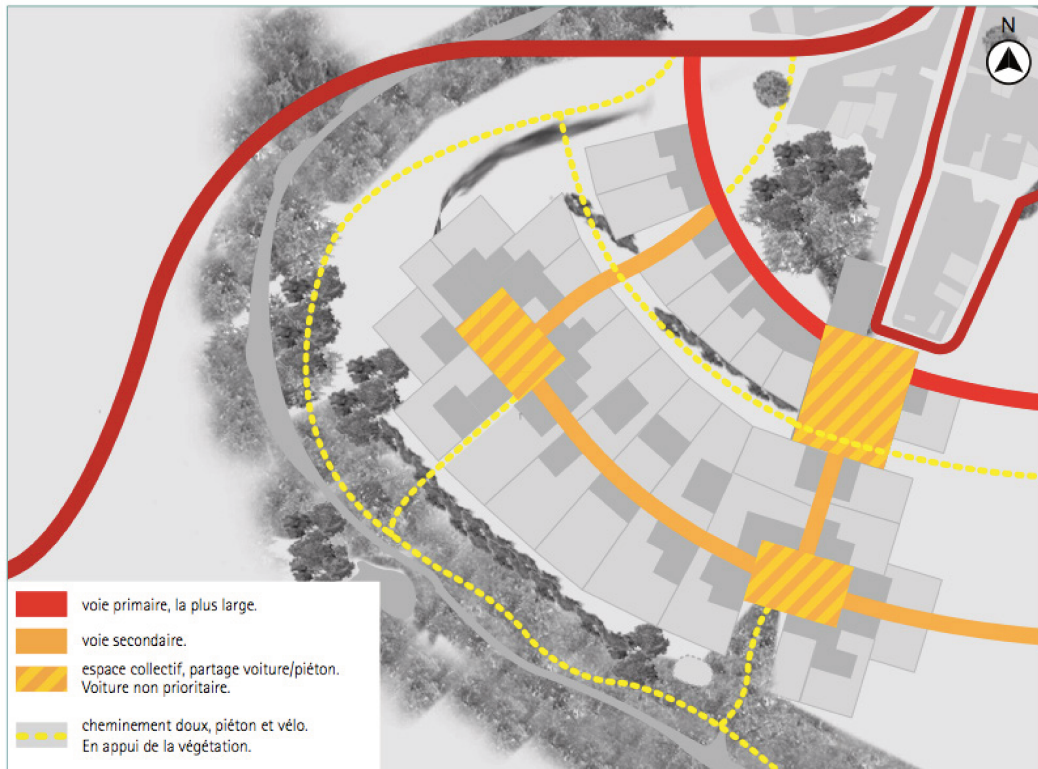 N
voie primaire, la plus large.
voie secondaire.
espace collectif, partage voiture/piéton.
Voiture non prioritaire.
cheminement doux, piéton et vélo.
En appui de la végétation.